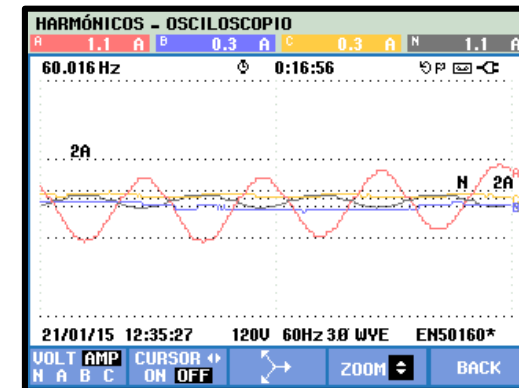 HARMÓNICOS - OSCILOSCOPIO
A 1.1 A B 0.3 A C 0.3 A N 1.1 A
60.016 Hz 0:16:56
2A
N 2A
21/01/15 12:35:27 120V 60Hz 3Ø WYE EN50160*
VOLT AMP CURSOR ZOOM BACK
N A B C ON OFF